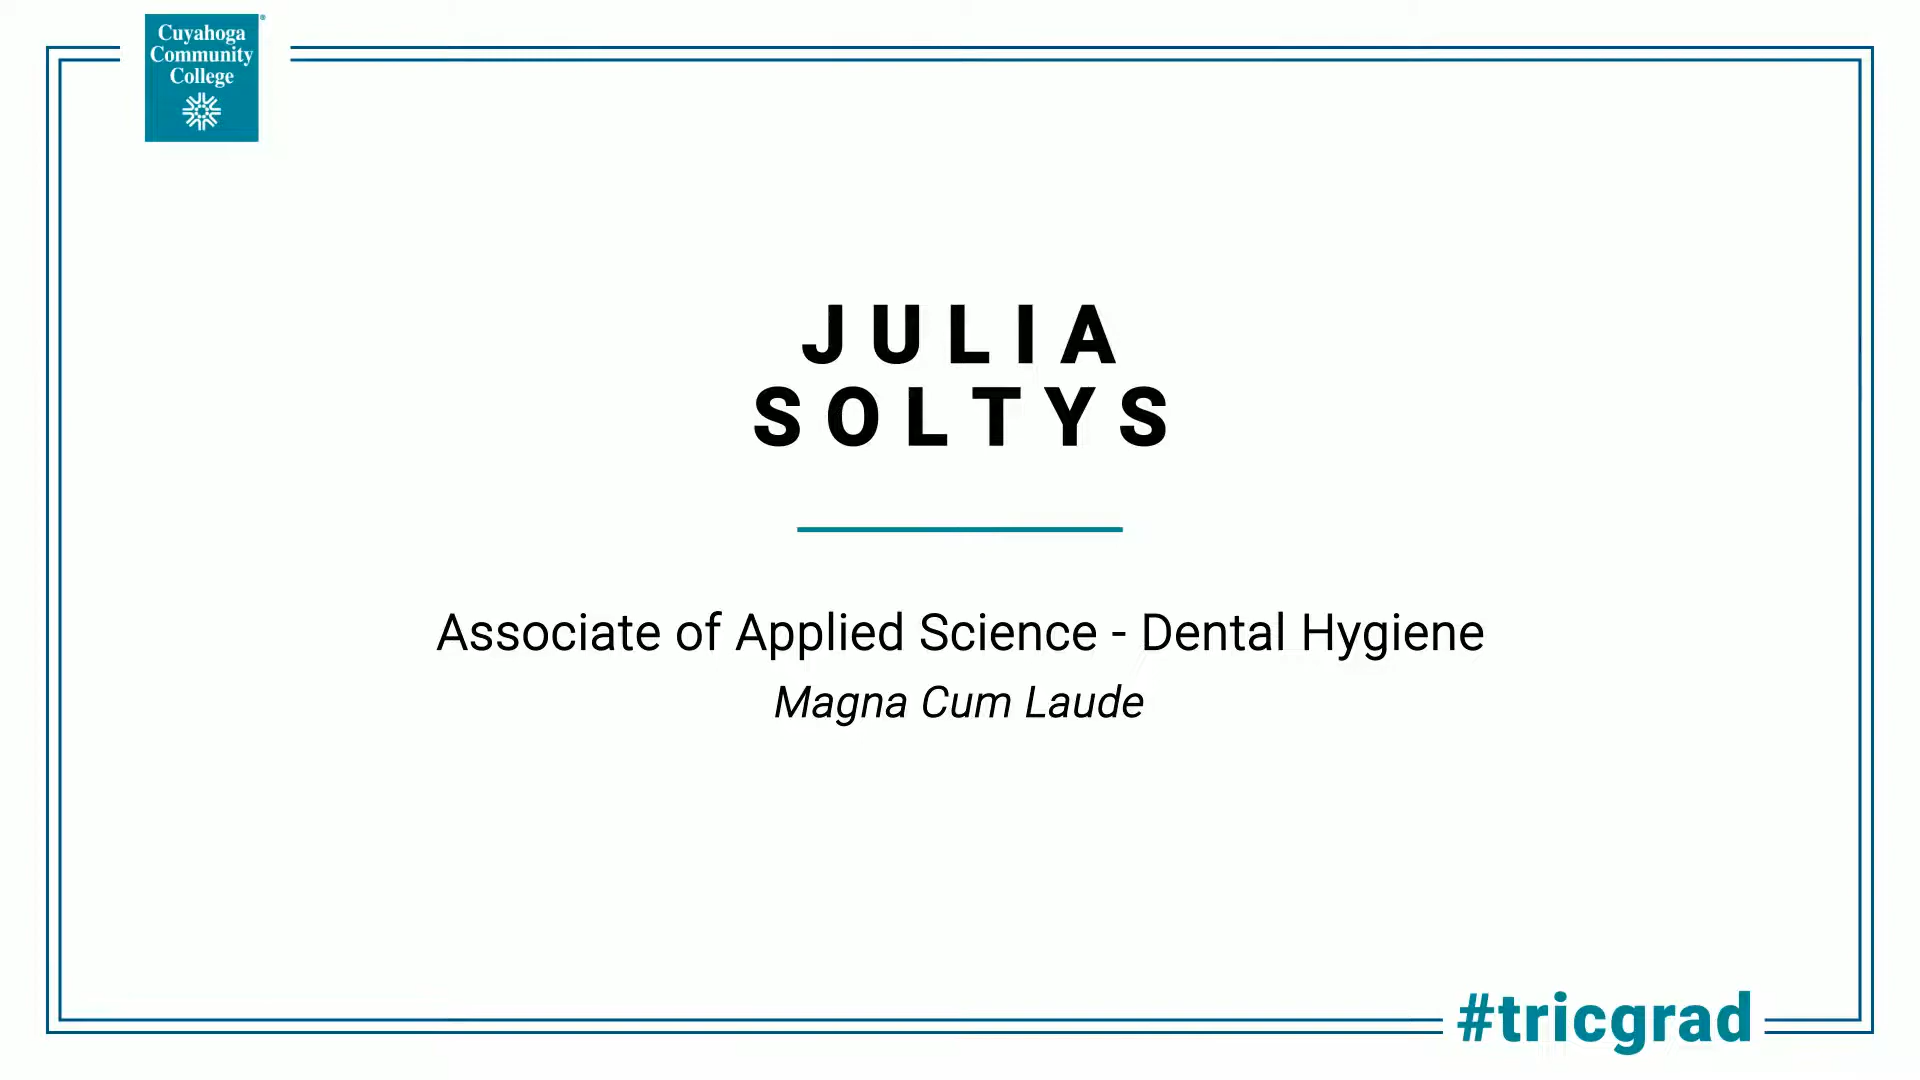 Cuyahoga
Community
College
JULIA
SOLTYS
Associate of Applied Science - Dental Hygiene
Magna Cum Laude
#tricgrad